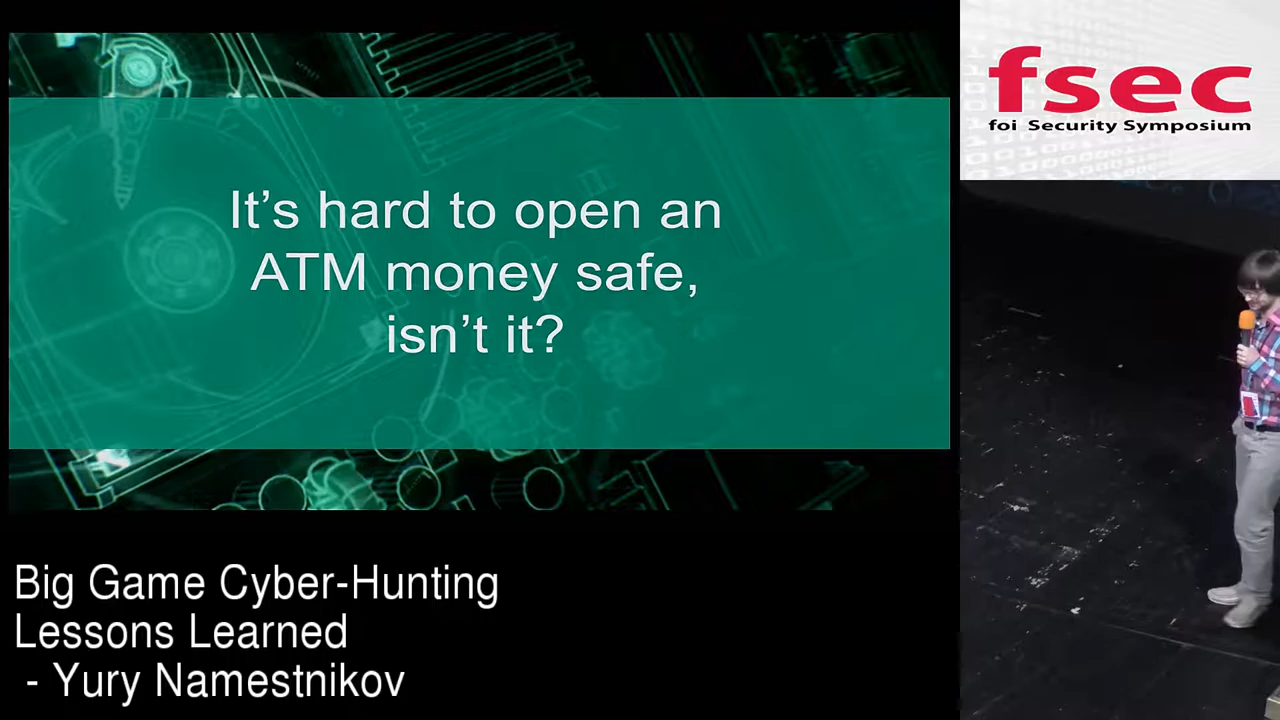 It's hard to open an
ATM money safe,
isn't it?
fsec
foi Security Symposium
Big Game Cyber-Hunting
Lessons Learned
- Yury Namestnikov